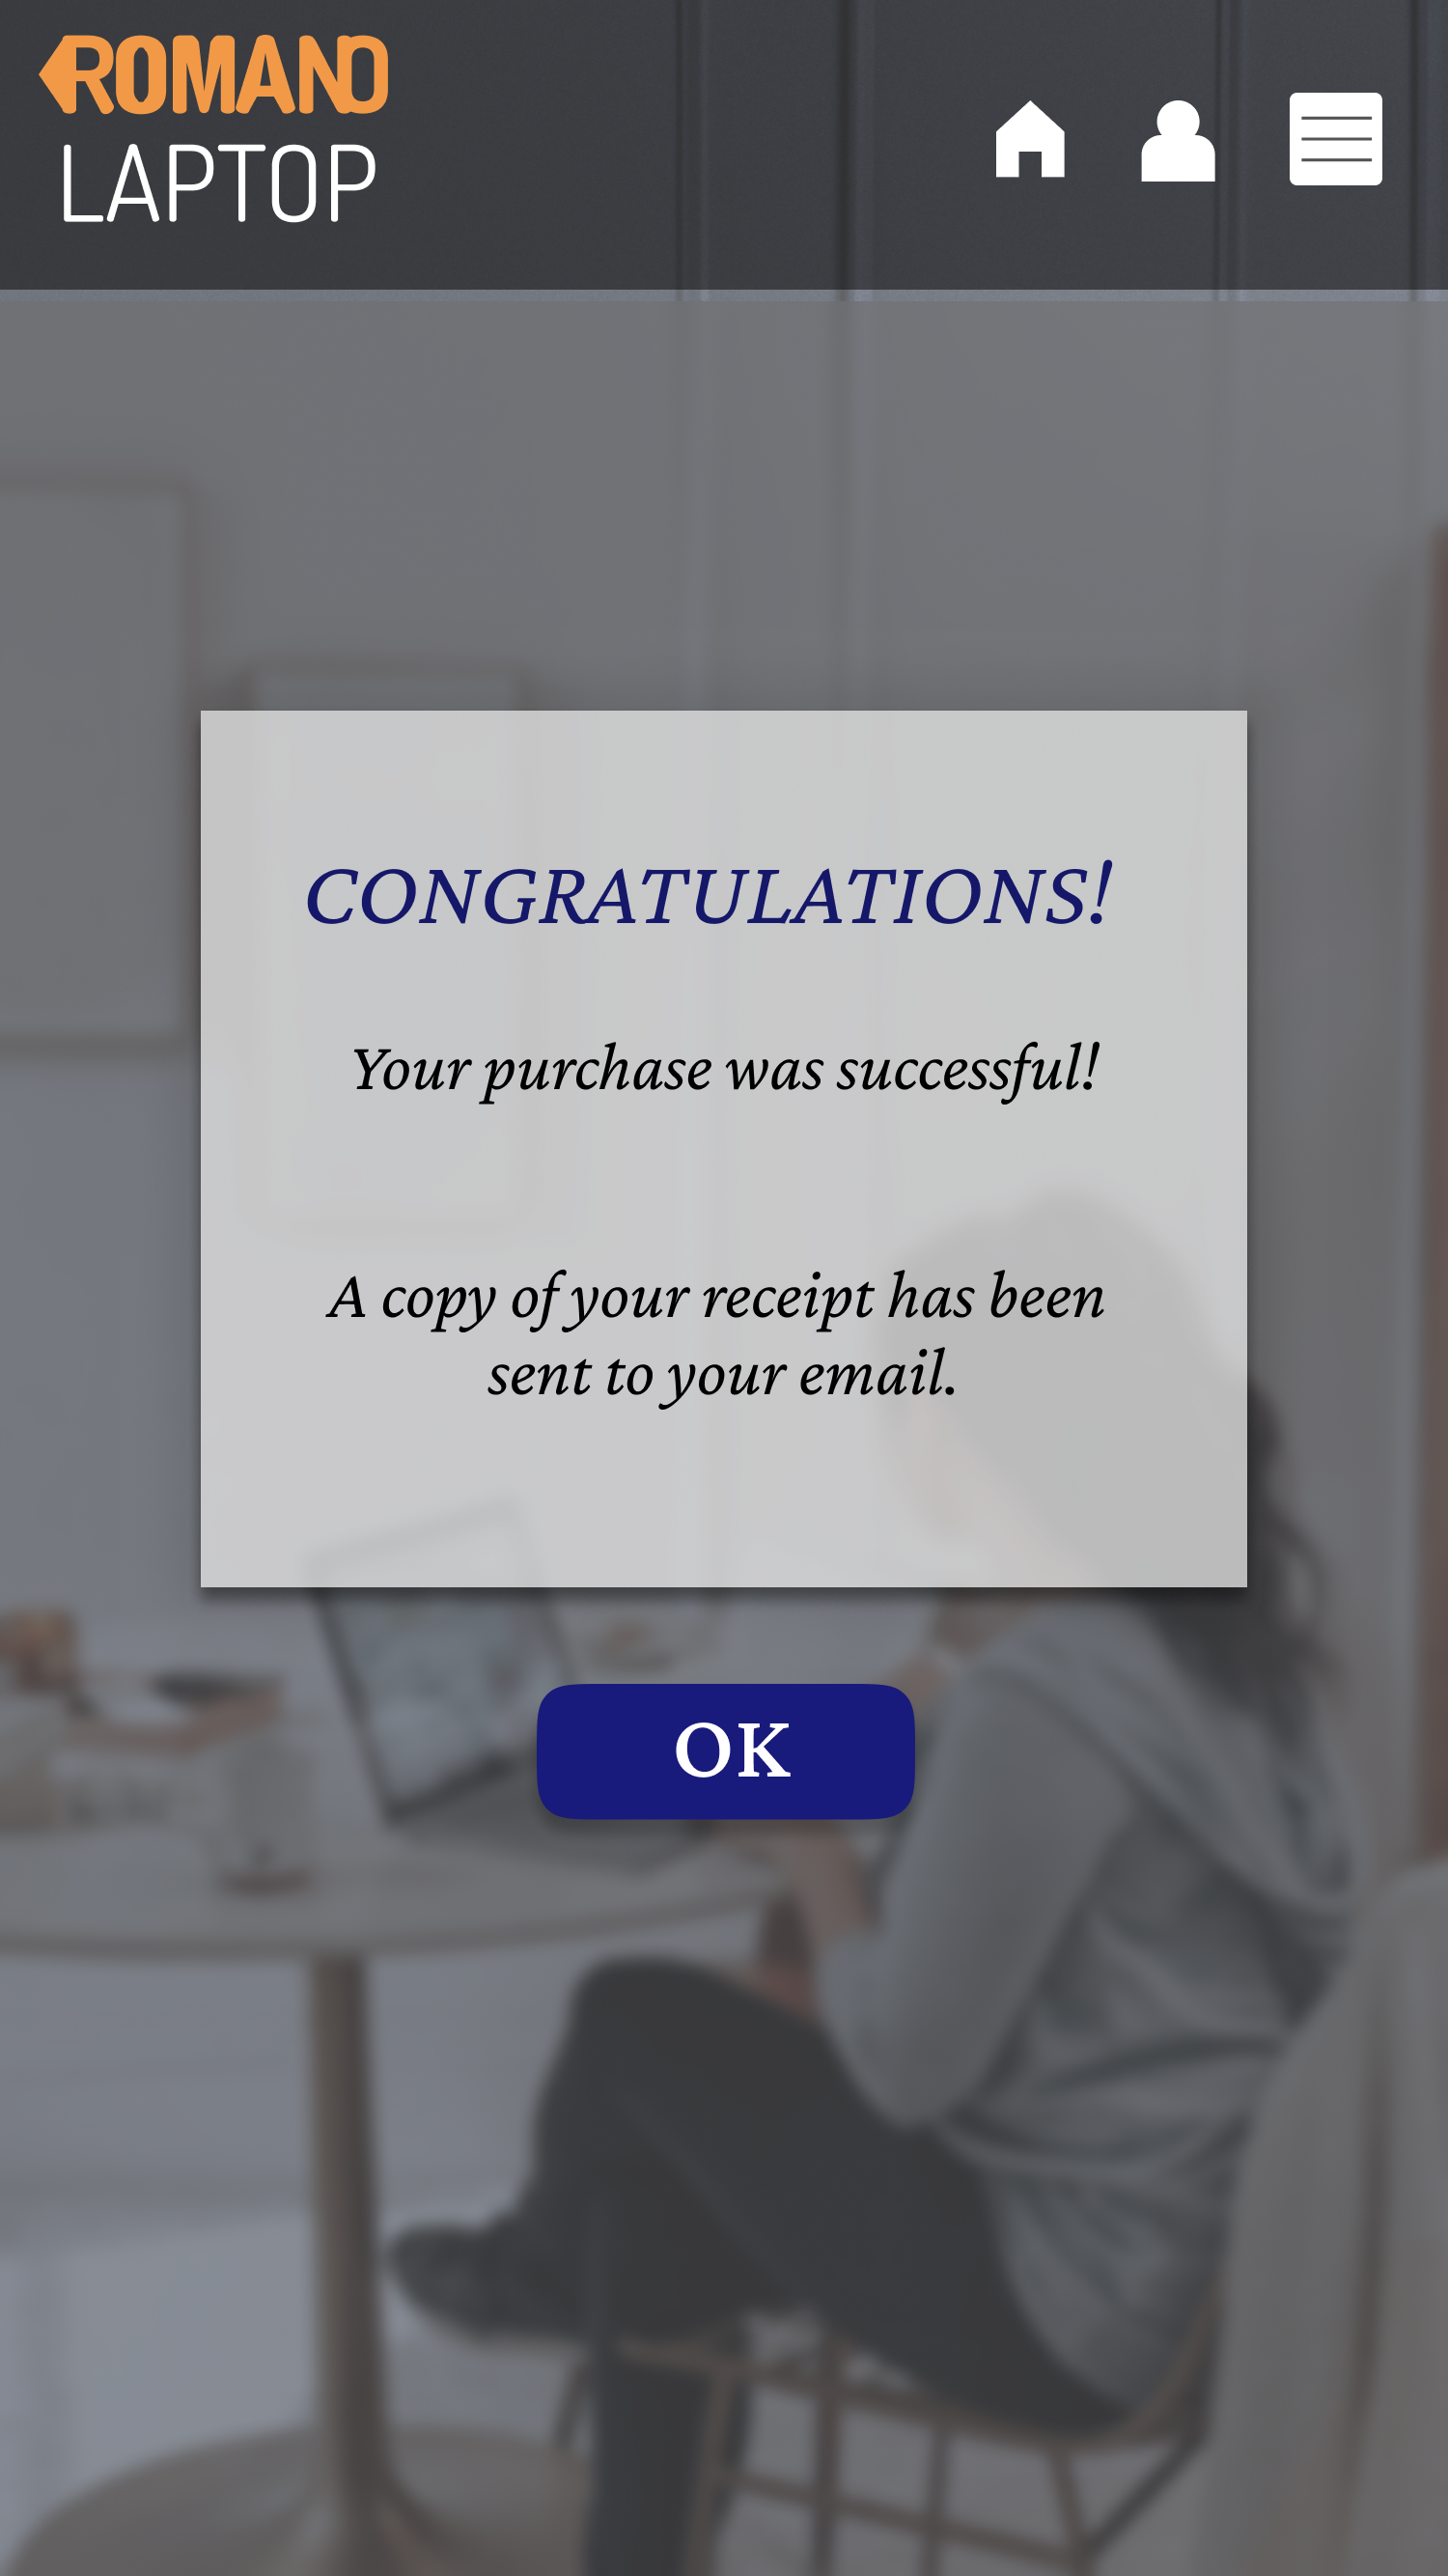 ROMANO
LAPTOP
CONGRATULATIONS!
Your purchase was successful!
A copy of your receipt has been
sent to your email.
OK